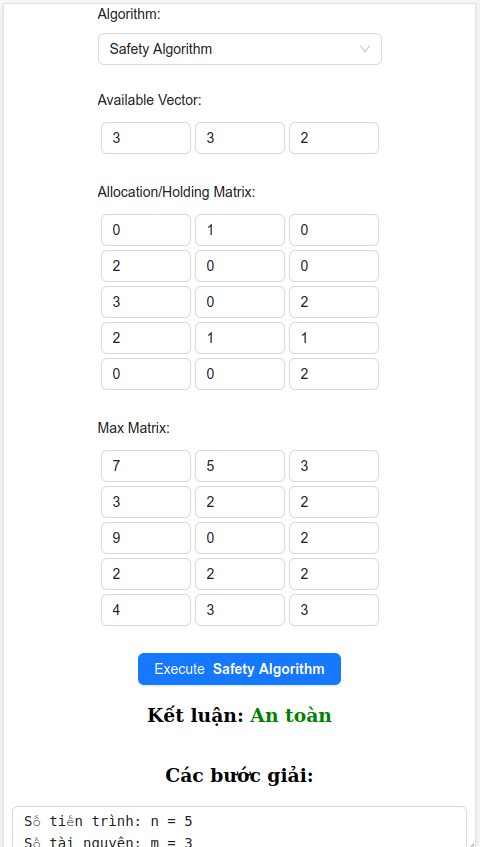 Algorithm:
Safety Algorithm
Available Vector:
3 3 2
Allocation/Holding Matrix:
0 1 0
2 0 0
3 0 2
2 1 1
0 0 2
Max Matrix:
7 5 3
3 2 2
9 0 2
2 2 2
4 3 3
Execute Safety Algorithm
Kết luận: An toàn
Các bước giải:
Số tiến trình: n = 5
Số tài nguyên: m = 3